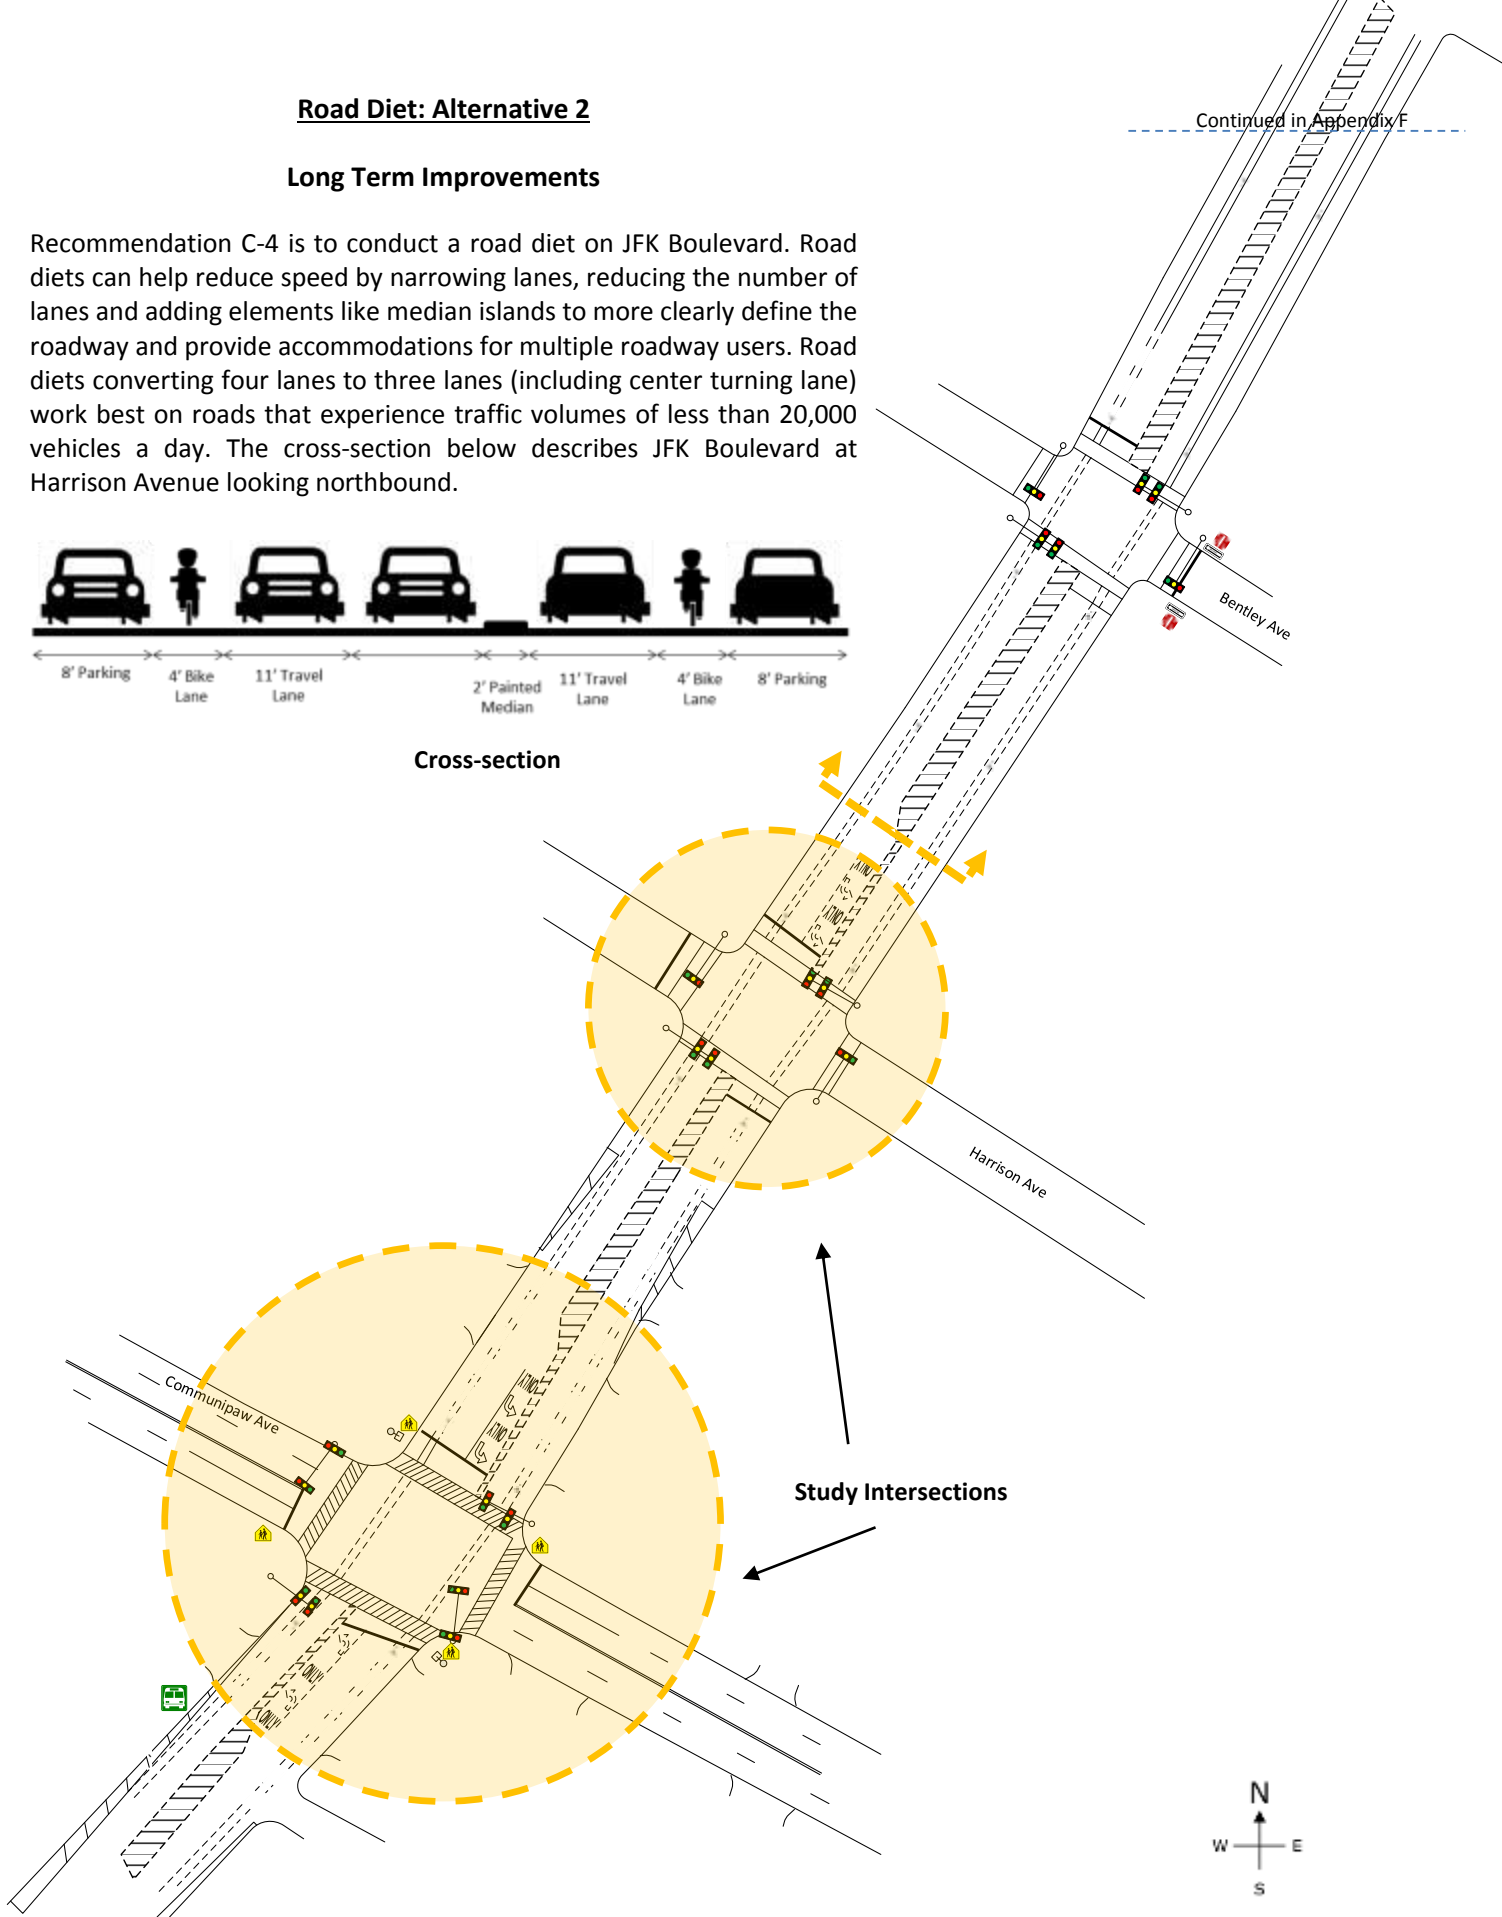 Road Diet: Alternative 2
Long Term Improvements
Continued in Appendix F
Recommendation C-4 is to conduct a road diet on JFK Boulevard. Road
diets can help reduce speed by narrowing lanes, reducing the number of
lanes and adding elements like median islands to more clearly define the
roadway and provide accommodations for multiple roadway users. Road
diets converting four lanes to three lanes (including center turning lane)
work best on roads that experience traffic volumes of less than 20,000
vehicles a day. The cross-section below describes JFK Boulevard at
Harrison Avenue looking northbound.
8' Parking
4' Bike
Lane
11' Travel
Lane
2' Painted
Median
11' Travel
Lane
4' Bike
Lane
8' Parking
Cross-section
Bentley Ave
ONLY
ONLY
Harrison Ave
Communipaw Ave
ONLY
ONLY
Study Intersections
ONLY
ONLY
N
W E
S